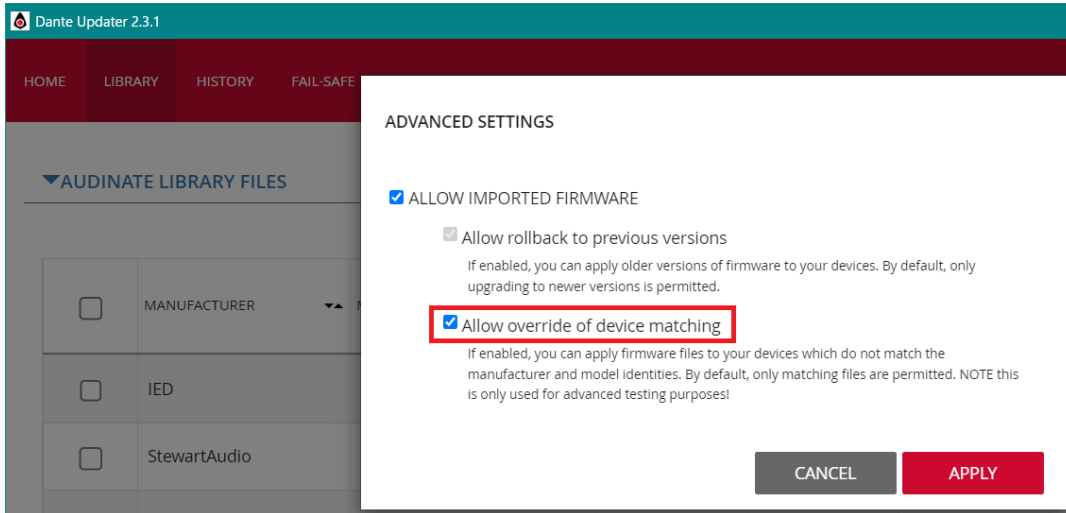 Dante Updater 2.3.1
HOME LIBRARY HISTORY FAIL-SAFE
ADVANCED SETTINGS
AUDINATE LIBRARY FILES
ALLOW IMPORTED FIRMWARE
Allow rollback to previous versions
If enabled, you can apply older versions of firmware to your devices. By default, only
upgrading to newer versions is permitted.
MANUFACTURER
Allow override of device matching
If enabled, you can apply firmware files to your devices which do not match the
manufacturer and model identities. By default, only matching files are permitted. NOTE this
is only used for advanced testing purposes!
IED
StewartAudio
CANCEL APPLY